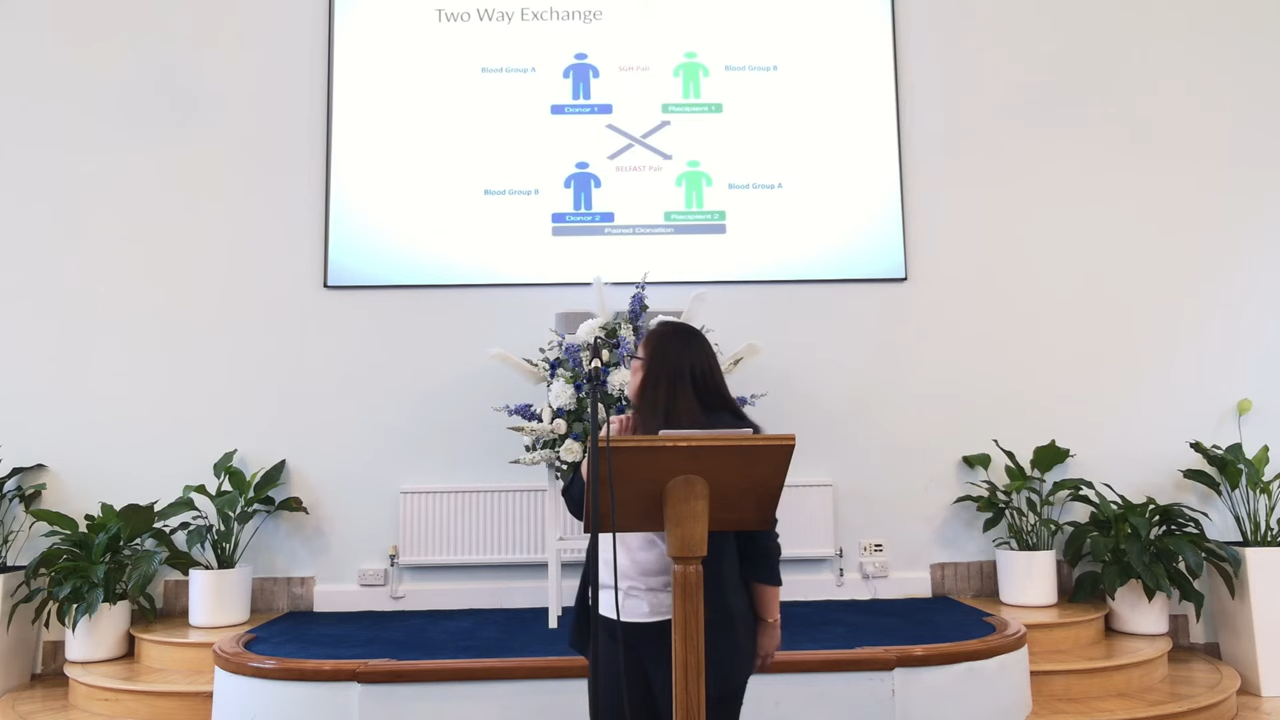 Two Way Exchange
Blood Group A
SGH Pair
Blood Group B
Donor 1
Recipient 1
BELFAST Pair
Blood Group B
Blood Group A
Donor 2
Recipient 2
Paired Donation